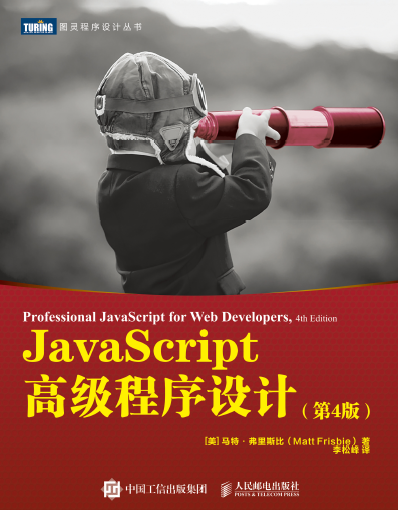 TURING 图灵程序设计丛书
Professional JavaScript for Web Developers, 4th Edition
JavaScript
高级程序设计（第4版）
[美] 马特·弗里斯比（Matt Frisbie）著
李松峰 译
中国工信出版集团 人民邮电出版社
POSTS & TELECOM PRESS